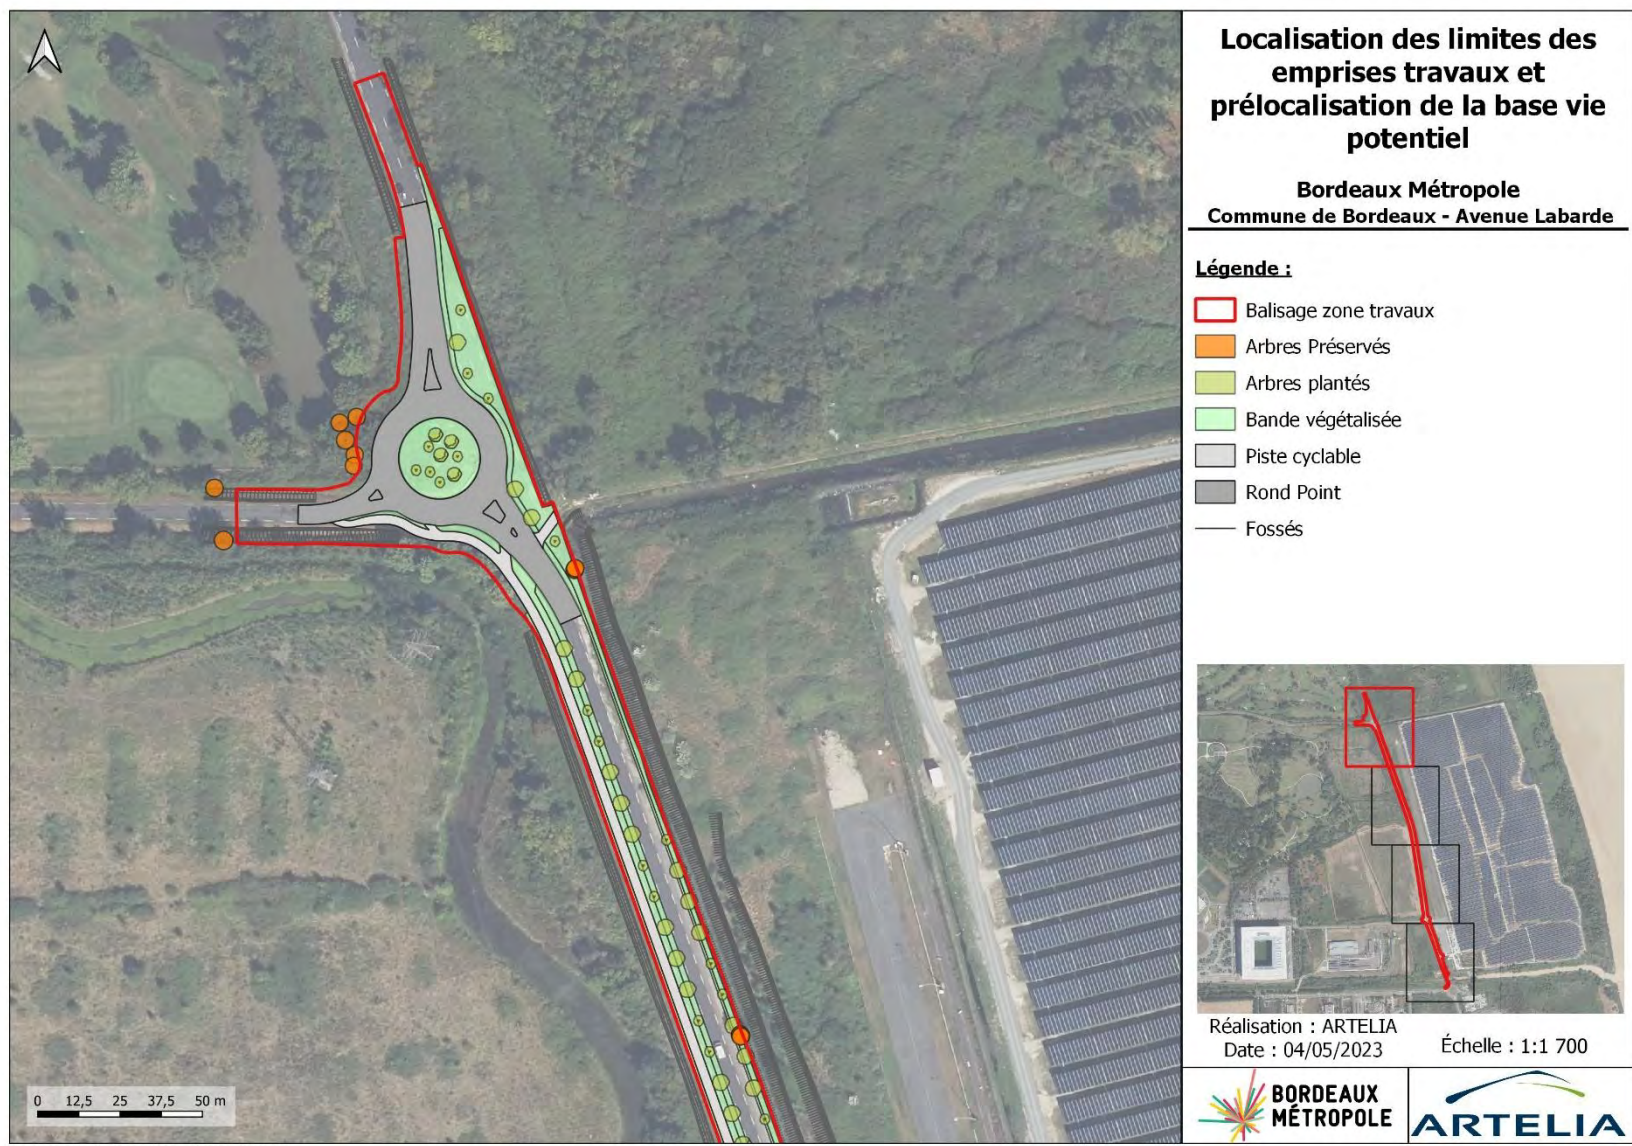 Localisation des limites des
emprises travaux et
prélocalisation de la base vie
potentiel
Bordeaux Métropole
Commune de Bordeaux - Avenue Labarde
Légende :
Balisage zone travaux
Arbres Préservés
Arbres plantés
Bande végétalisée
Piste cyclable
Rond Point
Fossés
Réalisation : ARTELIA
Date : 04/05/2023
Échelle : 1:1 700
0 12,5 25 37,5 50 m
BORDEAUX
MÉTROPOLE
ARTELIA